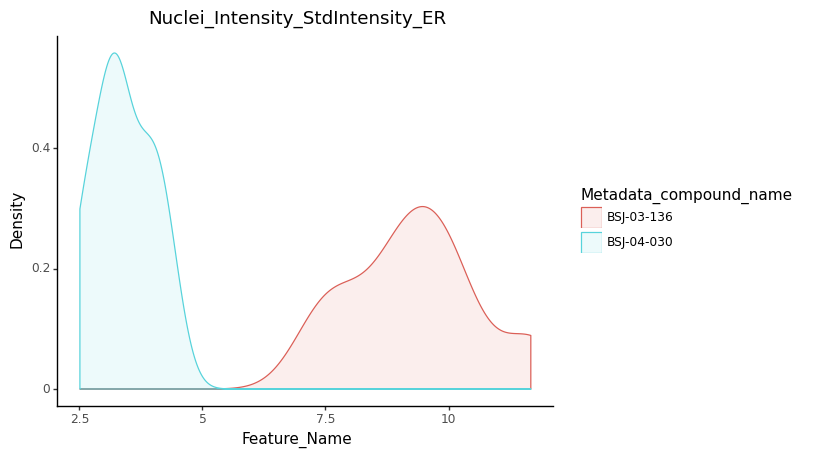 Nuclei_Intensity_StdIntensity_ER
Density
0.4
0.2
0
2.5
5
7.5
10
Feature_Name
Metadata_compound_name
BSJ-03-136
BSJ-04-030